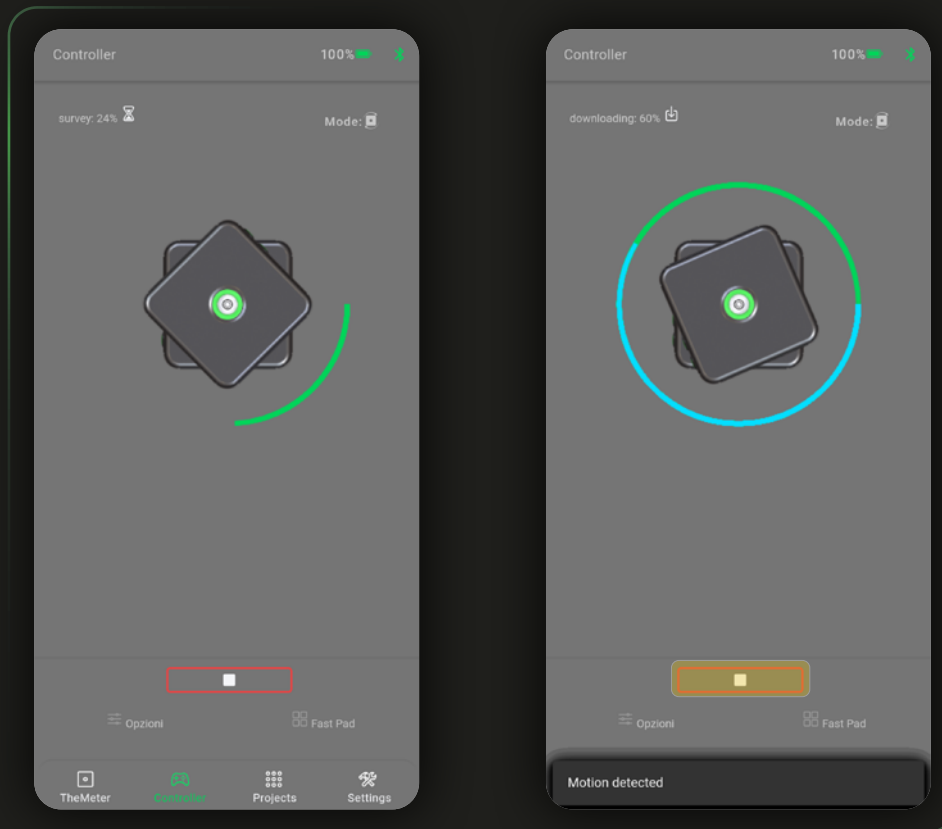 Controller 100%
survey: 24%
Mode:
Opzioni Fast Pad
TheMeter Controller Projects Settings
Controller 100%
downloading: 60%
Mode:
Opzioni Fast Pad
Motion detected